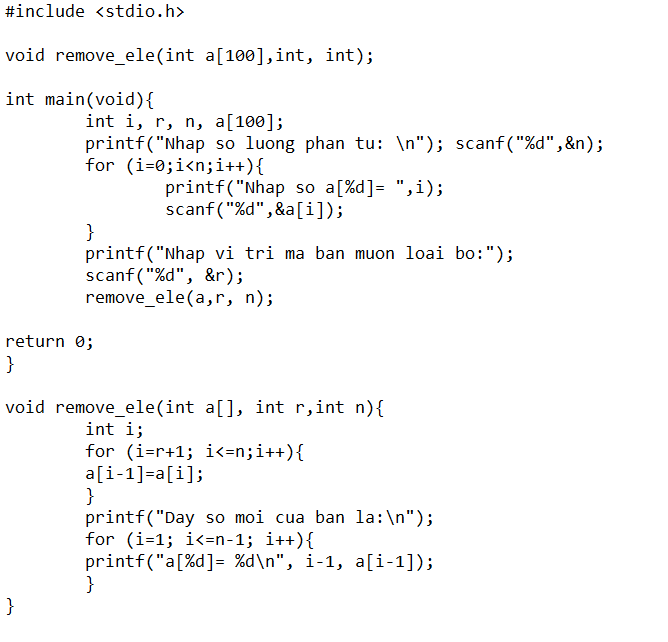 #include <stdio.h>

void remove_ele(int a[100],int, int);

int main(void){
        int i, r, n, a[100];
        printf("Nhap so luong phan tu: \n"); scanf("%d",&n);
        for (i=0;i<n;i++){
                printf("Nhap so a[%d]= ",i);
                scanf("%d",&a[i]);
        }
        printf("Nhap vi tri ma ban muon loai bo:");
        scanf("%d", &r);
        remove_ele(a,r, n);

return 0;
}

void remove_ele(int a[], int r,int n){
        int i;
        for (i=r+1; i<=n;i++){
        a[i-1]=a[i];
        }
        printf("Day so moi cua ban la:\n");
        for (i=1; i<=n-1; i++){
        printf("a[%d]= %d\n", i-1, a[i-1]);
        }
}